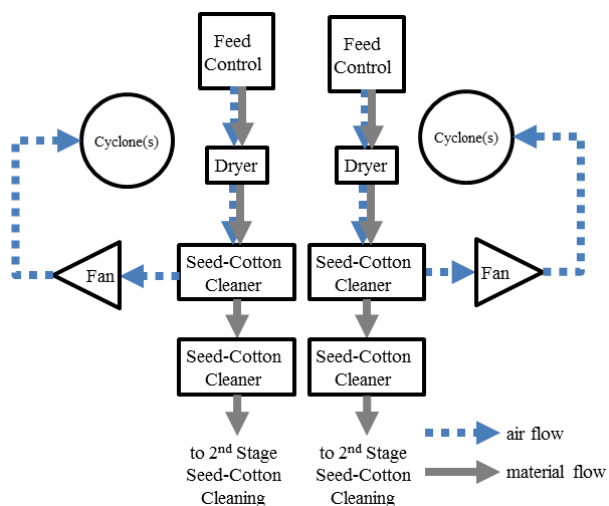 Feed
Control
Feed
Control
Cyclone(s)
Cyclone(s)
Dryer
Dryer
Fan
Seed-Cotton
Cleaner
Seed-Cotton
Cleaner
Fan
Seed-Cotton
Cleaner
Seed-Cotton
Cleaner
to 2nd Stage
Seed-Cotton
Cleaning
to 2nd Stage
Seed-Cotton
Cleaning
air flow
material flow